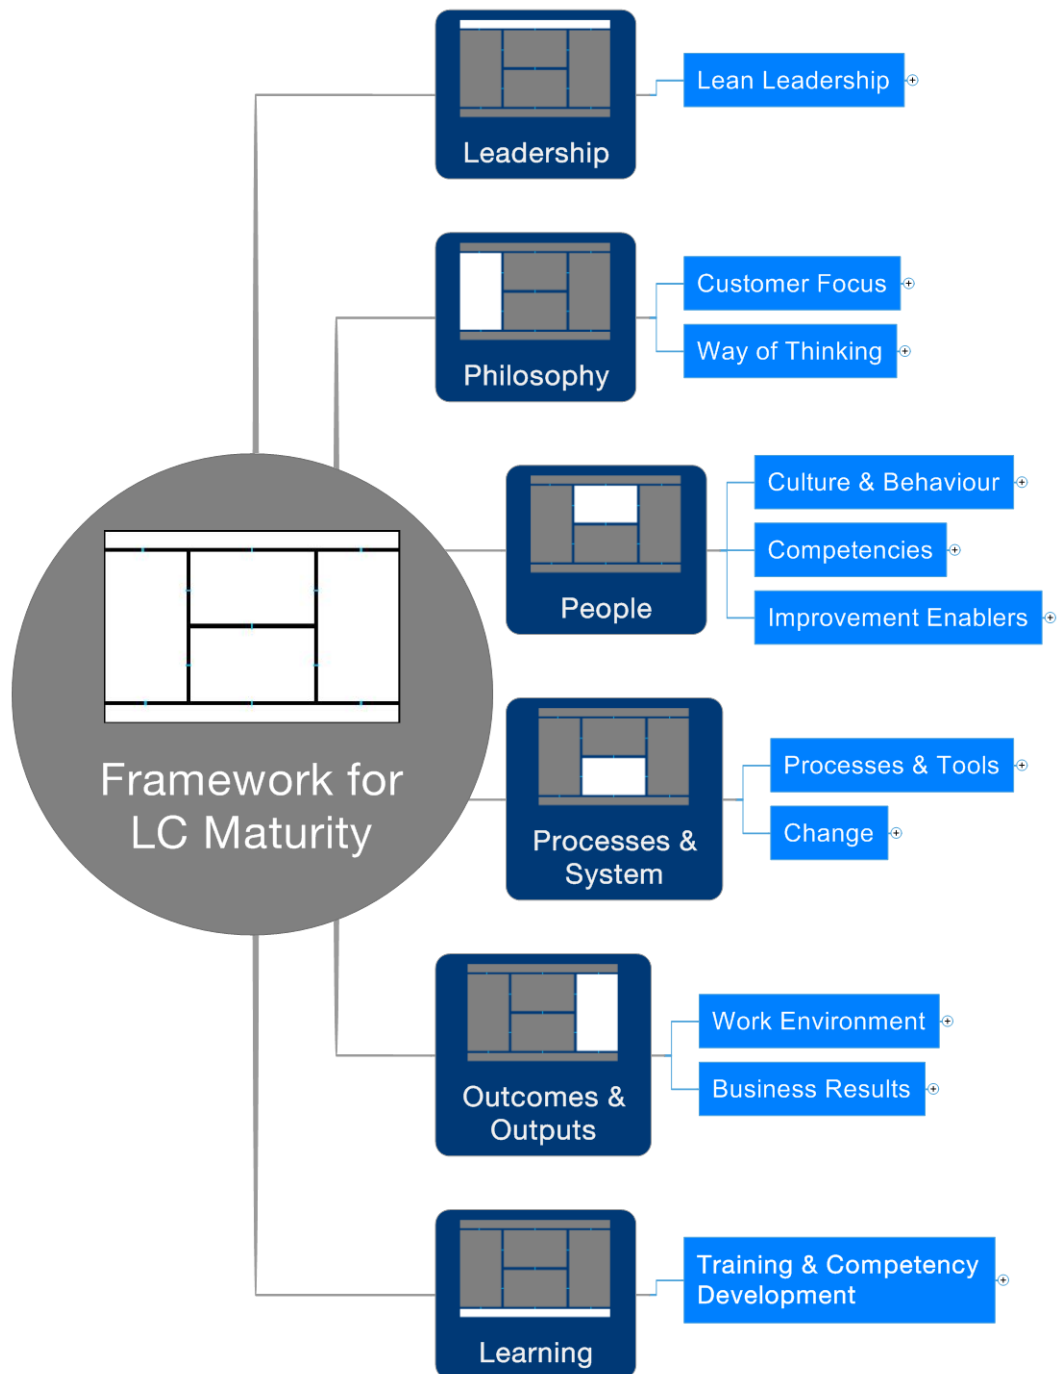 Leadership
Lean Leadership
Philosophy
Customer Focus
Way of Thinking
People
Culture & Behaviour
Competencies
Improvement Enablers
Framework for
LC Maturity
Processes &
System
Processes & Tools
Change
Outcomes &
Outputs
Work Environment
Business Results
Learning
Training & Competency
Development